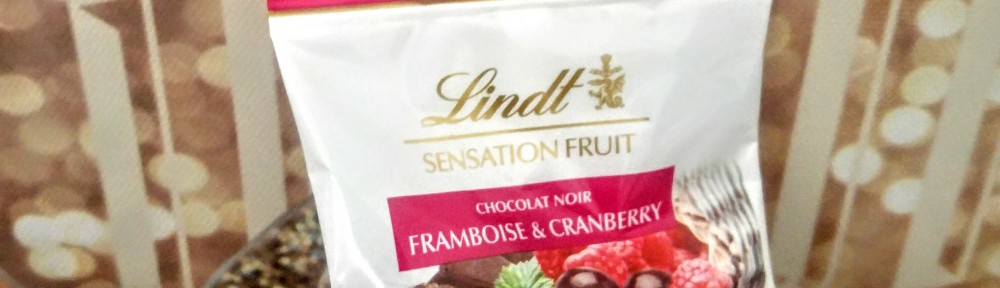 Lindt
SENSATION FRUIT
CHOCOLAT NOIR
FRAMBOISE & CRANBERRY